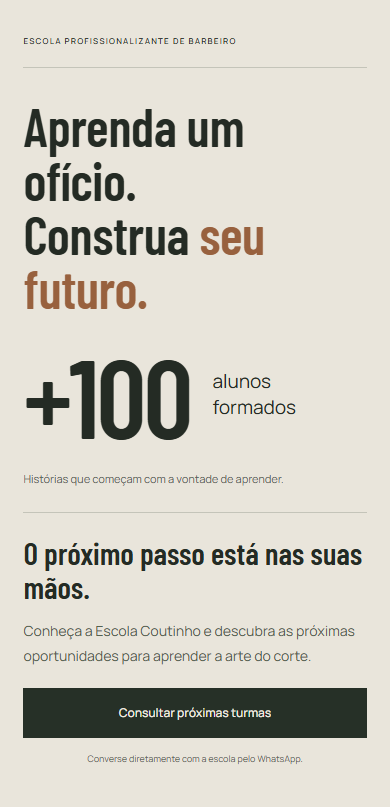 ESCOLA PROFISSIONALIZANTE DE BARBEIRO
Aprenda um
ofício.
Construa seu
futuro.
+100
alunos
formados
Histórias que começam com a vontade de aprender.
O próximo passo está nas suas
mãos.
Conheça a Escola Coutinho e descubra as próximas
oportunidades para aprender a arte do corte.
Consultar próximas turmas
Converse diretamente com a escola pelo WhatsApp.